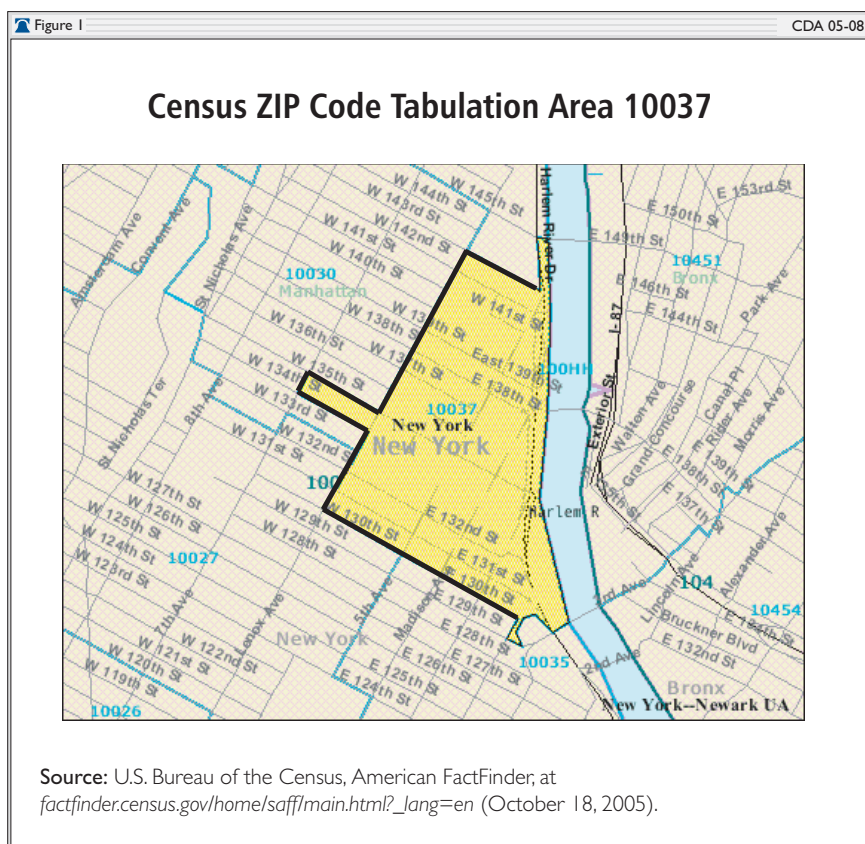 Figure 1
CDA 05-08
Census ZIP Code Tabulation Area 10037
W 145th St
W 144th St
W 143rd St
W 142nd St
W 141st St
W 140th St
Harlem River Dr
E 153rd St
E 150th St
E 149th St
10451
Bronx
Amsterdam Ave
Convent Ave
St Nicholas Ave
10030
Manhattan
E 146th St
E 144th St
I-87
Park Ave
W 141st St
W 138th St
W 136th St
W 135th St
W 134th St
W 133rd St
East 139th St
E 138th St
100HH
Exterior St
Walton Ave
Grand Concourse
Canal Pl
Rider Ave
Morris Ave
10037
New York
New York
St Nicholas Ter
8th Ave
W 132nd St
W 131st St
100
E 139th St
E 138th St
E 137th St
W 130th St
E 132nd St
Harlem R
W 127th St
W 126th St
W 125th St
W 124th St
W 123rd St
W 129th St
W 128th St
10027
E 131st St
E 130th St
E 129th St
E 128th St
E 127th St
E 126th St
E 125th St
E 124th St
5th Ave
Madison
7th Ave
Lenox Ave
New York
W 122nd St
W 121st St
W 120th St
W 119th St
10026
10035
2nd Ave
3rd Ave
Lincoln Ave
Alexander Ave
104
10454
E 134th St
Bruckner Blvd
E 132nd St
Bronx
New York--Newark UA
Source: U.S. Bureau of the Census, American FactFinder, at
factfinder.census.gov/home/saff/main.html?_lang=en (October 18, 2005).